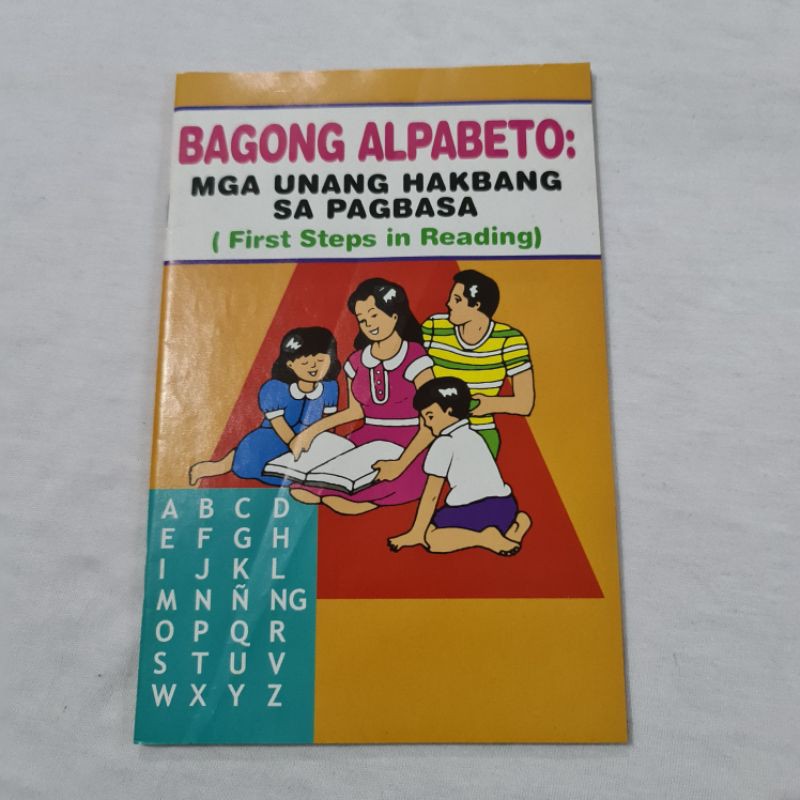 BAGONG ALPABETO:
MGA UNANG HAKBANG
SA PAGBASA
( First Steps in Reading)
A B C D
E F G H
I J K L
M N Ñ NG
O P Q R
S T U V
W X Y Z